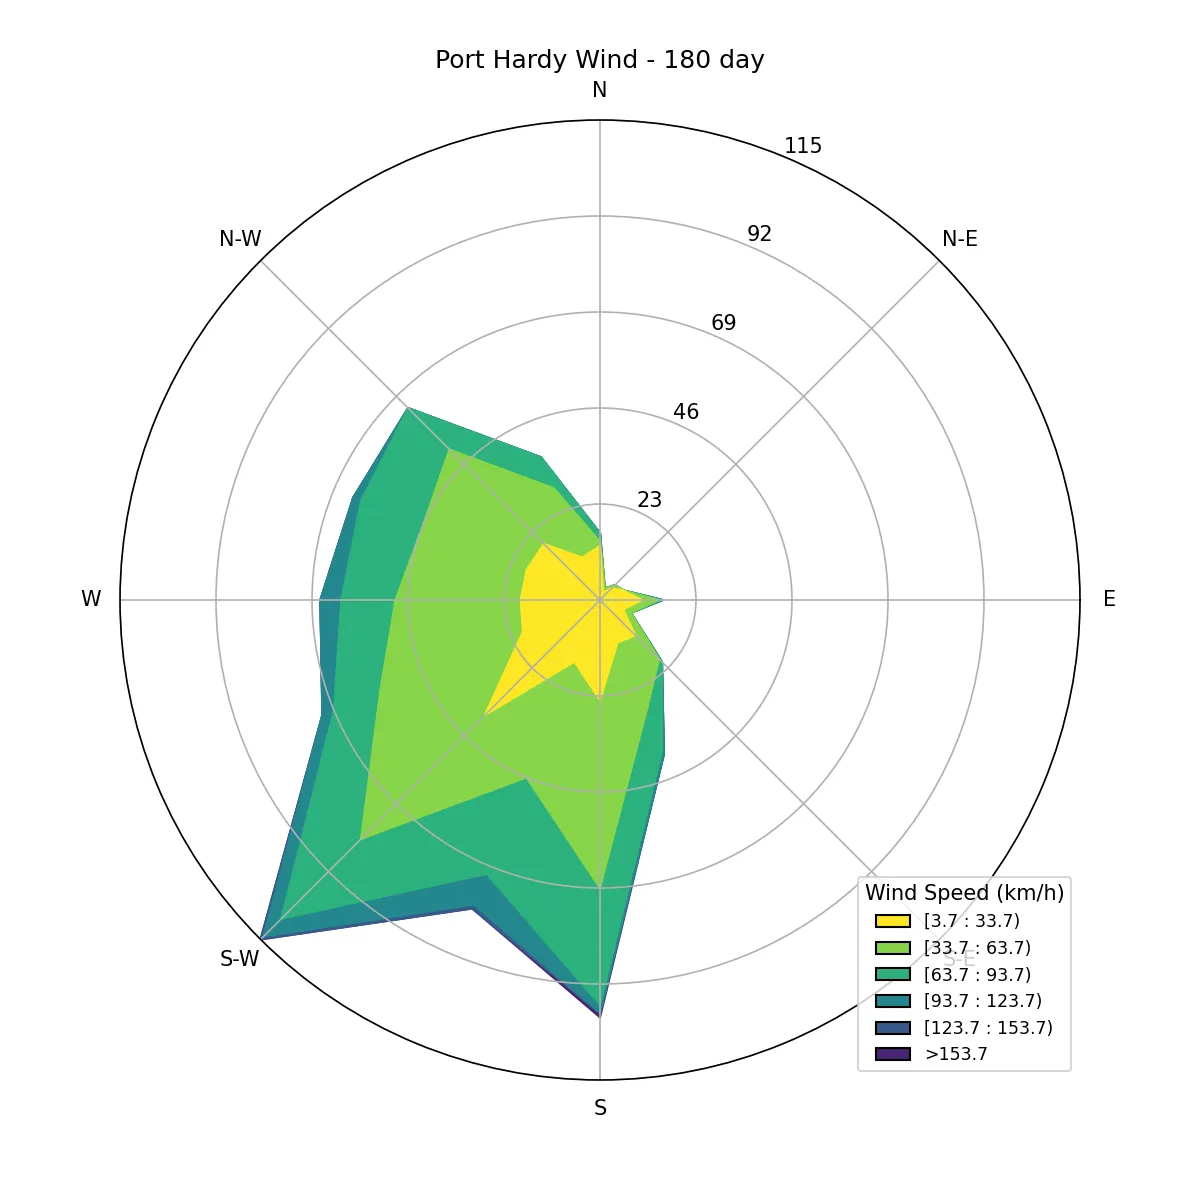 Port Hardy Wind - 180 day
N
115
N-W
92
N-E
69
46
23
W
E
S-W
S-E
S
Wind Speed (km/h)
[3.7 : 33.7)
[33.7 : 63.7)
[63.7 : 93.7)
[93.7 : 123.7)
[123.7 : 153.7)
>153.7